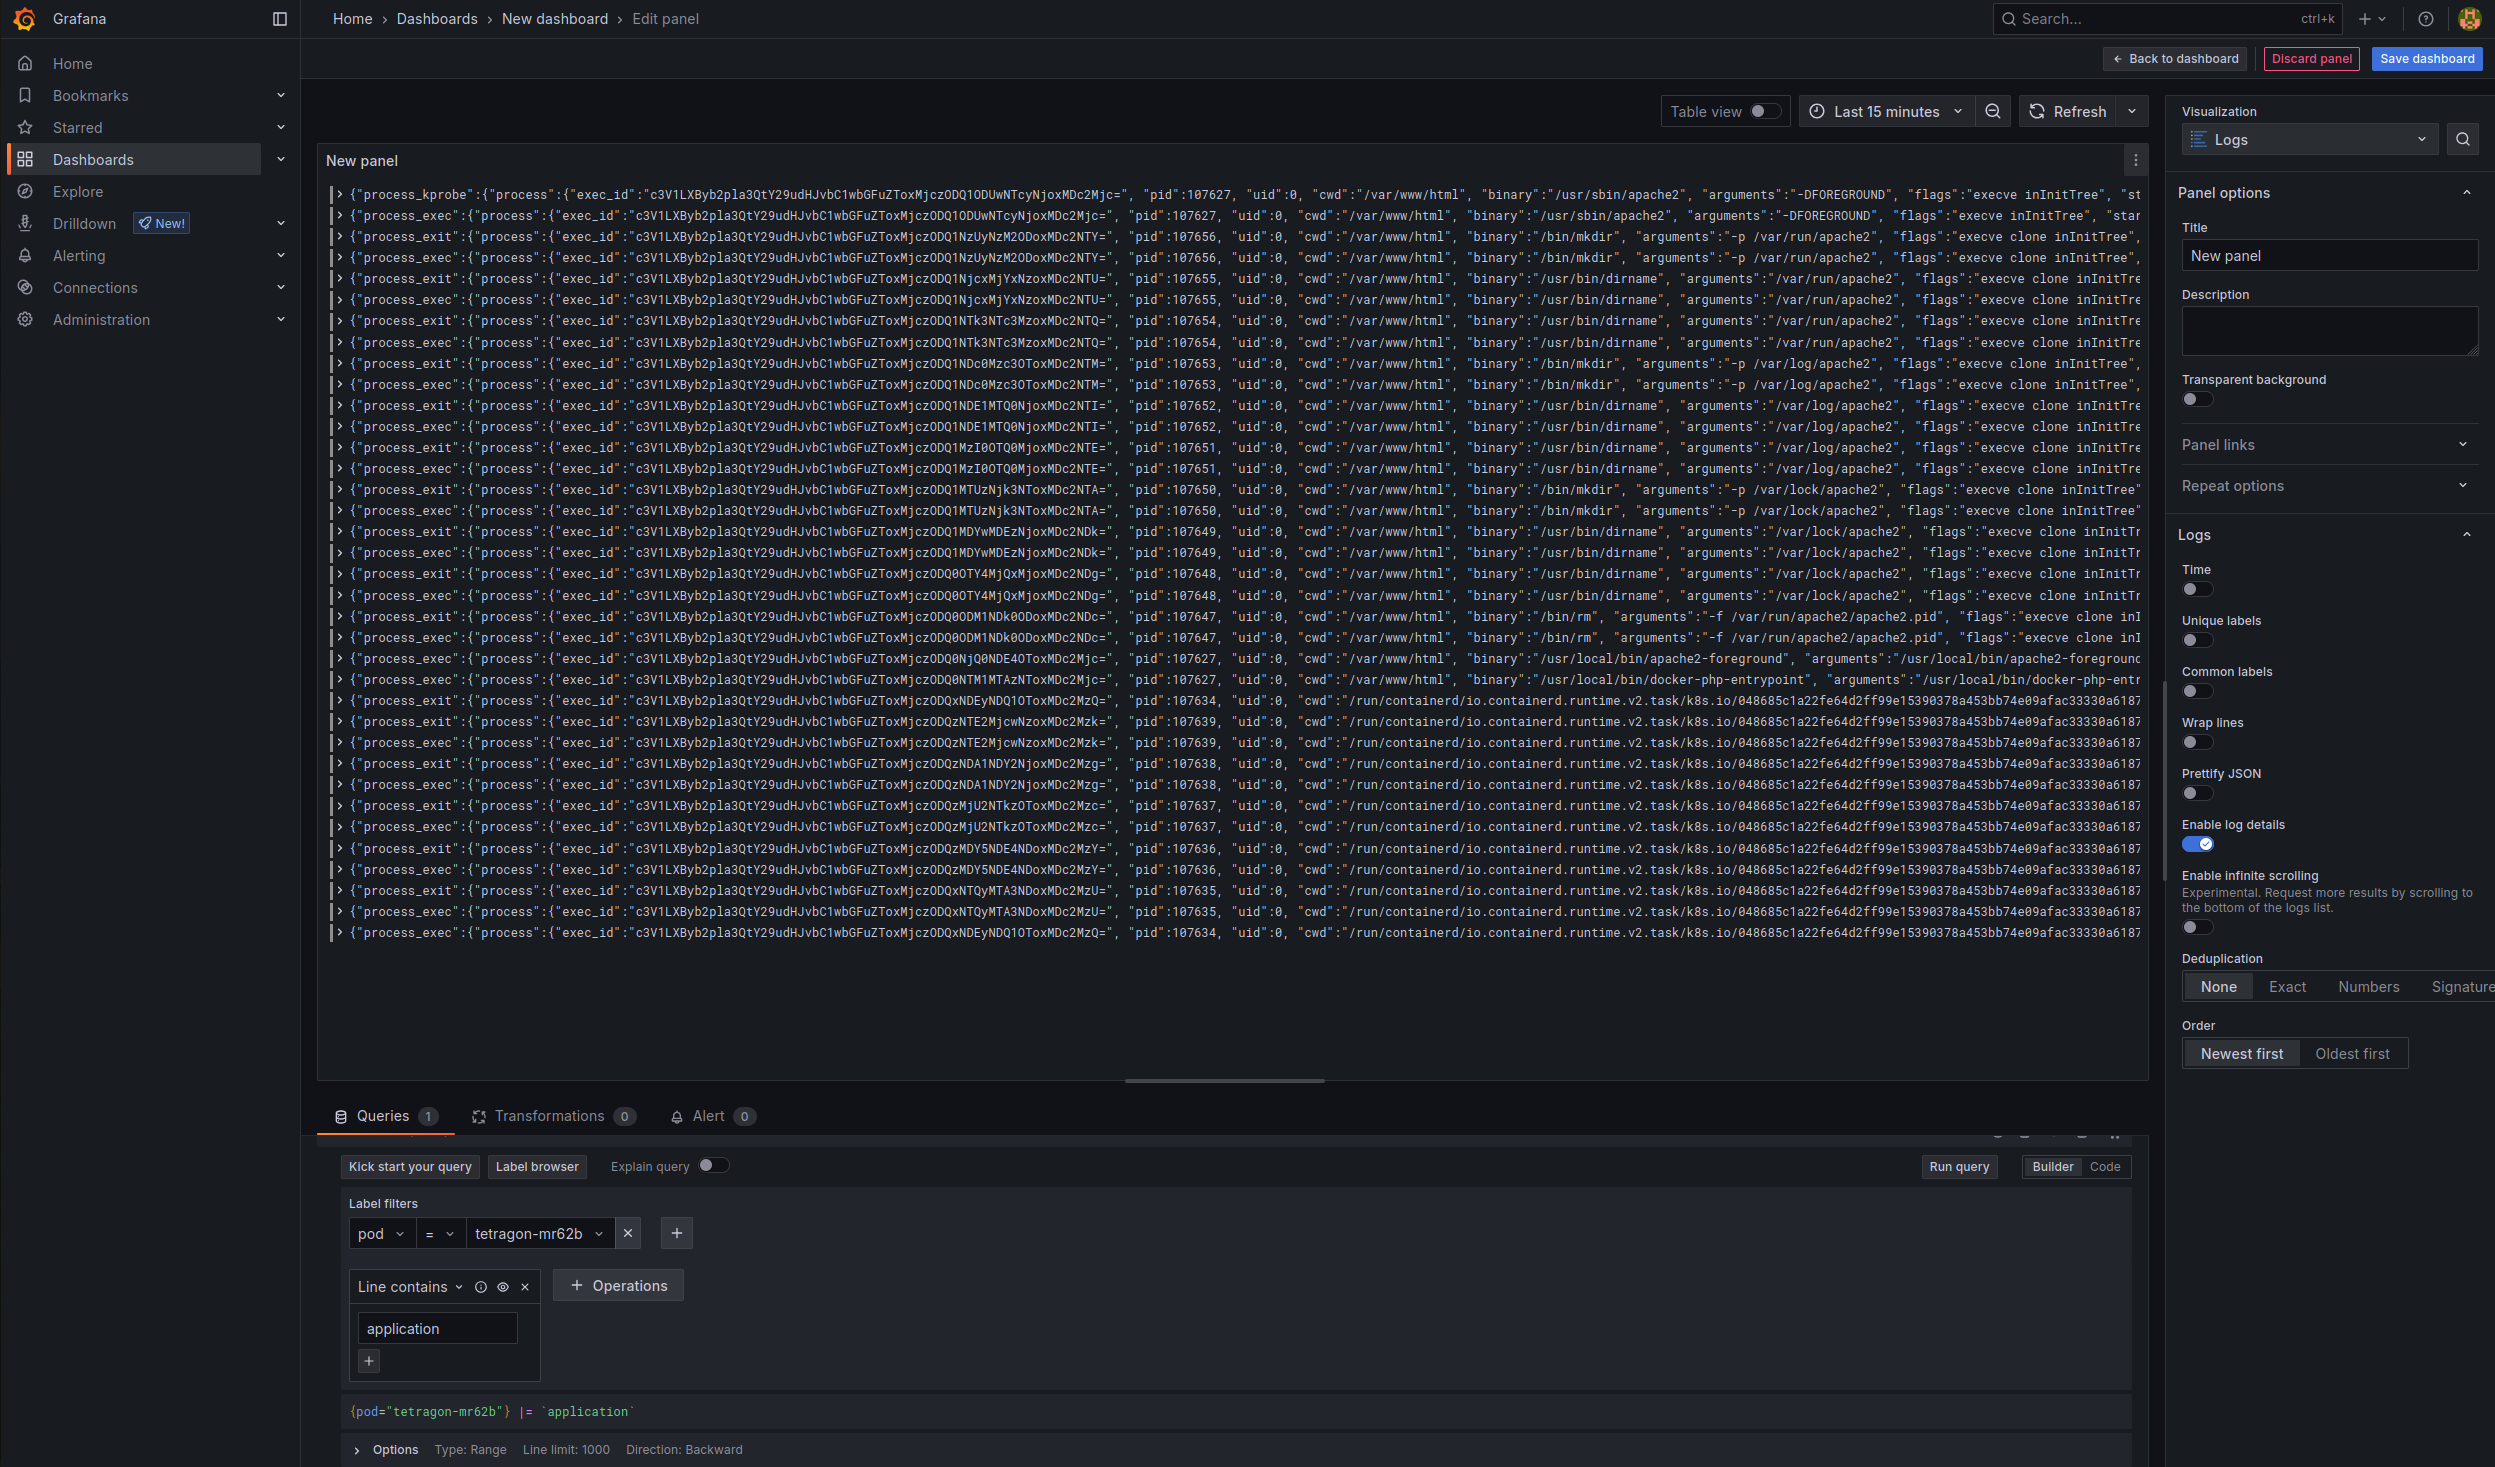 Grafana
Home › Dashboards › New dashboard › Edit panel
Search... ctrl+k
Back to dashboard Discard panel Save dashboard
Home
Bookmarks
Starred
Dashboards
Explore
Drilldown New!
Alerting
Connections
Administration
Table view Last 15 minutes Refresh
New panel
{"process_kprobe":{"process":{"exec_id":"c3V1LXByb2pla3QtY29udHJvbC1wbGFuZToxMjczODQ1ODUwNTcyNjoxMDc2Mjc=", "pid":107627, "uid":0, "cwd":"/var/www/html", "binary":"/usr/sbin/apache2", "arguments":"-DFOREGROUND", "flags":"execve inInitTree", "st
{"process_exec":{"process":{"exec_id":"c3V1LXByb2pla3QtY29udHJvbC1wbGFuZToxMjczODQ1ODUwNTcyNjoxMDc2Mjc=", "pid":107627, "uid":0, "cwd":"/var/www/html", "binary":"/usr/sbin/apache2", "arguments":"-DFOREGROUND", "flags":"execve inInitTree", "star
{"process_exit":{"process":{"exec_id":"c3V1LXByb2pla3QtY29udHJvbC1wbGFuZToxMjczODQ1NzUyNzM2ODoxMDc2NTY=", "pid":107656, "uid":0, "cwd":"/var/www/html", "binary":"/bin/mkdir", "arguments":"-p /var/run/apache2", "flags":"execve clone inInitTree",
{"process_exec":{"process":{"exec_id":"c3V1LXByb2pla3QtY29udHJvbC1wbGFuZToxMjczODQ1NzUyNzM2ODoxMDc2NTY=", "pid":107656, "uid":0, "cwd":"/var/www/html", "binary":"/bin/mkdir", "arguments":"-p /var/run/apache2", "flags":"execve clone inInitTree",
{"process_exit":{"process":{"exec_id":"c3V1LXByb2pla3QtY29udHJvbC1wbGFuZToxMjczODQ1NjcxMjYxNzoxMDc2NTU=", "pid":107655, "uid":0, "cwd":"/var/www/html", "binary":"/usr/bin/dirname", "arguments":"/var/run/apache2", "flags":"execve clone inInitTre
{"process_exec":{"process":{"exec_id":"c3V1LXByb2pla3QtY29udHJvbC1wbGFuZToxMjczODQ1NjcxMjYxNzoxMDc2NTU=", "pid":107655, "uid":0, "cwd":"/var/www/html", "binary":"/usr/bin/dirname", "arguments":"/var/run/apache2", "flags":"execve clone inInitTre
{"process_exit":{"process":{"exec_id":"c3V1LXByb2pla3QtY29udHJvbC1wbGFuZToxMjczODQ1NTk3NTc3MzoxMDc2NTQ=", "pid":107654, "uid":0, "cwd":"/var/www/html", "binary":"/usr/bin/dirname", "arguments":"/var/run/apache2", "flags":"execve clone inInitTre
{"process_exec":{"process":{"exec_id":"c3V1LXByb2pla3QtY29udHJvbC1wbGFuZToxMjczODQ1NTk3NTc3MzoxMDc2NTQ=", "pid":107654, "uid":0, "cwd":"/var/www/html", "binary":"/usr/bin/dirname", "arguments":"/var/run/apache2", "flags":"execve clone inInitTre
{"process_exit":{"process":{"exec_id":"c3V1LXByb2pla3QtY29udHJvbC1wbGFuZToxMjczODQ1NDc0Mzc3OToxMDc2NTM=", "pid":107653, "uid":0, "cwd":"/var/www/html", "binary":"/bin/mkdir", "arguments":"-p /var/log/apache2", "flags":"execve clone inInitTree",
{"process_exec":{"process":{"exec_id":"c3V1LXByb2pla3QtY29udHJvbC1wbGFuZToxMjczODQ1NDc0Mzc3OToxMDc2NTM=", "pid":107653, "uid":0, "cwd":"/var/www/html", "binary":"/bin/mkdir", "arguments":"-p /var/log/apache2", "flags":"execve clone inInitTree",
{"process_exit":{"process":{"exec_id":"c3V1LXByb2pla3QtY29udHJvbC1wbGFuZToxMjczODQ1NDE1MTQ0NjoxMDc2NTI=", "pid":107652, "uid":0, "cwd":"/var/www/html", "binary":"/usr/bin/dirname", "arguments":"/var/log/apache2", "flags":"execve clone inInitTre
{"process_exec":{"process":{"exec_id":"c3V1LXByb2pla3QtY29udHJvbC1wbGFuZToxMjczODQ1NDE1MTQ0NjoxMDc2NTI=", "pid":107652, "uid":0, "cwd":"/var/www/html", "binary":"/usr/bin/dirname", "arguments":"/var/log/apache2", "flags":"execve clone inInitTre
{"process_exit":{"process":{"exec_id":"c3V1LXByb2pla3QtY29udHJvbC1wbGFuZToxMjczODQ1MzI0OTQ0MjoxMDc2NTE=", "pid":107651, "uid":0, "cwd":"/var/www/html", "binary":"/usr/bin/dirname", "arguments":"/var/log/apache2", "flags":"execve clone inInitTre
{"process_exec":{"process":{"exec_id":"c3V1LXByb2pla3QtY29udHJvbC1wbGFuZToxMjczODQ1MzI0OTQ0MjoxMDc2NTE=", "pid":107651, "uid":0, "cwd":"/var/www/html", "binary":"/usr/bin/dirname", "arguments":"/var/log/apache2", "flags":"execve clone inInitTre
{"process_exit":{"process":{"exec_id":"c3V1LXByb2pla3QtY29udHJvbC1wbGFuZToxMjczODQ1MTUzNjk3NToxMDc2NTA=", "pid":107650, "uid":0, "cwd":"/var/www/html", "binary":"/bin/mkdir", "arguments":"-p /var/lock/apache2", "flags":"execve clone inInitTree"
{"process_exec":{"process":{"exec_id":"c3V1LXByb2pla3QtY29udHJvbC1wbGFuZToxMjczODQ1MTUzNjk3NToxMDc2NTA=", "pid":107650, "uid":0, "cwd":"/var/www/html", "binary":"/bin/mkdir", "arguments":"-p /var/lock/apache2", "flags":"execve clone inInitTree"
{"process_exit":{"process":{"exec_id":"c3V1LXByb2pla3QtY29udHJvbC1wbGFuZToxMjczODQ1MDYwMDEzNjoxMDc2NDk=", "pid":107649, "uid":0, "cwd":"/var/www/html", "binary":"/usr/bin/dirname", "arguments":"/var/lock/apache2", "flags":"execve clone inInitTr
{"process_exec":{"process":{"exec_id":"c3V1LXByb2pla3QtY29udHJvbC1wbGFuZToxMjczODQ1MDYwMDEzNjoxMDc2NDk=", "pid":107649, "uid":0, "cwd":"/var/www/html", "binary":"/usr/bin/dirname", "arguments":"/var/lock/apache2", "flags":"execve clone inInitTr
{"process_exit":{"process":{"exec_id":"c3V1LXByb2pla3QtY29udHJvbC1wbGFuZToxMjczODQ0OTY4MjQxMjoxMDc2NDg=", "pid":107648, "uid":0, "cwd":"/var/www/html", "binary":"/usr/bin/dirname", "arguments":"/var/lock/apache2", "flags":"execve clone inInitTr
{"process_exec":{"process":{"exec_id":"c3V1LXByb2pla3QtY29udHJvbC1wbGFuZToxMjczODQ0OTY4MjQxMjoxMDc2NDg=", "pid":107648, "uid":0, "cwd":"/var/www/html", "binary":"/usr/bin/dirname", "arguments":"/var/lock/apache2", "flags":"execve clone inInitTr
{"process_exit":{"process":{"exec_id":"c3V1LXByb2pla3QtY29udHJvbC1wbGFuZToxMjczODQ0ODM1NDk0ODoxMDc2NDc=", "pid":107647, "uid":0, "cwd":"/var/www/html", "binary":"/bin/rm", "arguments":"-f /var/run/apache2/apache2.pid", "flags":"execve clone inI
{"process_exec":{"process":{"exec_id":"c3V1LXByb2pla3QtY29udHJvbC1wbGFuZToxMjczODQ0ODM1NDk0ODoxMDc2NDc=", "pid":107647, "uid":0, "cwd":"/var/www/html", "binary":"/bin/rm", "arguments":"-f /var/run/apache2/apache2.pid", "flags":"execve clone inI
{"process_exec":{"process":{"exec_id":"c3V1LXByb2pla3QtY29udHJvbC1wbGFuZToxMjczODQ0NjQ0NDE4OToxMDc2Mjc=", "pid":107627, "uid":0, "cwd":"/var/www/html", "binary":"/usr/local/bin/apache2-foreground", "arguments":"/usr/local/bin/apache2-foreground
{"process_exec":{"process":{"exec_id":"c3V1LXByb2pla3QtY29udHJvbC1wbGFuZToxMjczODQ0NTM1MTAzNToxMDc2Mjc=", "pid":107627, "uid":0, "cwd":"/var/www/html", "binary":"/usr/local/bin/docker-php-entrypoint", "arguments":"/usr/local/bin/docker-php-entr
{"process_exit":{"process":{"exec_id":"c3V1LXByb2pla3QtY29udHJvbC1wbGFuZToxMjczODQxNDEyNDQ1OToxMDc2MzQ=", "pid":107634, "uid":0, "cwd":"/run/containerd/io.containerd.runtime.v2.task/k8s.io/048685c1a22fe64d2ff99e15390378a453bb74e09afac33330a6187
{"process_exit":{"process":{"exec_id":"c3V1LXByb2pla3QtY29udHJvbC1wbGFuZToxMjczODQzNTE2MjcwNzoxMDc2Mzk=", "pid":107639, "uid":0, "cwd":"/run/containerd/io.containerd.runtime.v2.task/k8s.io/048685c1a22fe64d2ff99e15390378a453bb74e09afac33330a6187
{"process_exec":{"process":{"exec_id":"c3V1LXByb2pla3QtY29udHJvbC1wbGFuZToxMjczODQzNTE2MjcwNzoxMDc2Mzk=", "pid":107639, "uid":0, "cwd":"/run/containerd/io.containerd.runtime.v2.task/k8s.io/048685c1a22fe64d2ff99e15390378a453bb74e09afac33330a6187
{"process_exit":{"process":{"exec_id":"c3V1LXByb2pla3QtY29udHJvbC1wbGFuZToxMjczODQzNDA1NDY2NjoxMDc2Mzg=", "pid":107638, "uid":0, "cwd":"/run/containerd/io.containerd.runtime.v2.task/k8s.io/048685c1a22fe64d2ff99e15390378a453bb74e09afac33330a6187
{"process_exec":{"process":{"exec_id":"c3V1LXByb2pla3QtY29udHJvbC1wbGFuZToxMjczODQzNDA1NDY2NjoxMDc2Mzg=", "pid":107638, "uid":0, "cwd":"/run/containerd/io.containerd.runtime.v2.task/k8s.io/048685c1a22fe64d2ff99e15390378a453bb74e09afac33330a6187
{"process_exit":{"process":{"exec_id":"c3V1LXByb2pla3QtY29udHJvbC1wbGFuZToxMjczODQzMjU2NTkzOToxMDc2Mzc=", "pid":107637, "uid":0, "cwd":"/run/containerd/io.containerd.runtime.v2.task/k8s.io/048685c1a22fe64d2ff99e15390378a453bb74e09afac33330a6187
{"process_exec":{"process":{"exec_id":"c3V1LXByb2pla3QtY29udHJvbC1wbGFuZToxMjczODQzMjU2NTkzOToxMDc2Mzc=", "pid":107637, "uid":0, "cwd":"/run/containerd/io.containerd.runtime.v2.task/k8s.io/048685c1a22fe64d2ff99e15390378a453bb74e09afac33330a6187
{"process_exit":{"process":{"exec_id":"c3V1LXByb2pla3QtY29udHJvbC1wbGFuZToxMjczODQzMDY5NDE4NDoxMDc2MzY=", "pid":107636, "uid":0, "cwd":"/run/containerd/io.containerd.runtime.v2.task/k8s.io/048685c1a22fe64d2ff99e15390378a453bb74e09afac33330a6187
{"process_exec":{"process":{"exec_id":"c3V1LXByb2pla3QtY29udHJvbC1wbGFuZToxMjczODQzMDY5NDE4NDoxMDc2MzY=", "pid":107636, "uid":0, "cwd":"/run/containerd/io.containerd.runtime.v2.task/k8s.io/048685c1a22fe64d2ff99e15390378a453bb74e09afac33330a6187
{"process_exit":{"process":{"exec_id":"c3V1LXByb2pla3QtY29udHJvbC1wbGFuZToxMjczODQxNTQyMTA3NDoxMDc2MzU=", "pid":107635, "uid":0, "cwd":"/run/containerd/io.containerd.runtime.v2.task/k8s.io/048685c1a22fe64d2ff99e15390378a453bb74e09afac33330a6187
{"process_exec":{"process":{"exec_id":"c3V1LXByb2pla3QtY29udHJvbC1wbGFuZToxMjczODQxNTQyMTA3NDoxMDc2MzU=", "pid":107635, "uid":0, "cwd":"/run/containerd/io.containerd.runtime.v2.task/k8s.io/048685c1a22fe64d2ff99e15390378a453bb74e09afac33330a6187
{"process_exec":{"process":{"exec_id":"c3V1LXByb2pla3QtY29udHJvbC1wbGFuZToxMjczODQxNDEyNDQ1OToxMDc2MzQ=", "pid":107634, "uid":0, "cwd":"/run/containerd/io.containerd.runtime.v2.task/k8s.io/048685c1a22fe64d2ff99e15390378a453bb74e09afac33330a6187
Queries 1 Transformations 0 Alert 0
Kick start your query Label browser Explain query Run query Builder Code
Label filters
pod = tetragon-mr62b
Line contains Operations
application
{pod="tetragon-mr62b"} |= `application`
Options Type: Range Line limit: 1000 Direction: Backward
Visualization
Logs
Panel options
Title
New panel
Description
Transparent background
Panel links
Repeat options
Logs
Time
Unique labels
Common labels
Wrap lines
Prettify JSON
Enable log details
Enable infinite scrolling
Experimental. Request more results by scrolling to
the bottom of the logs list.
Deduplication
None Exact Numbers Signature
Order
Newest first Oldest first